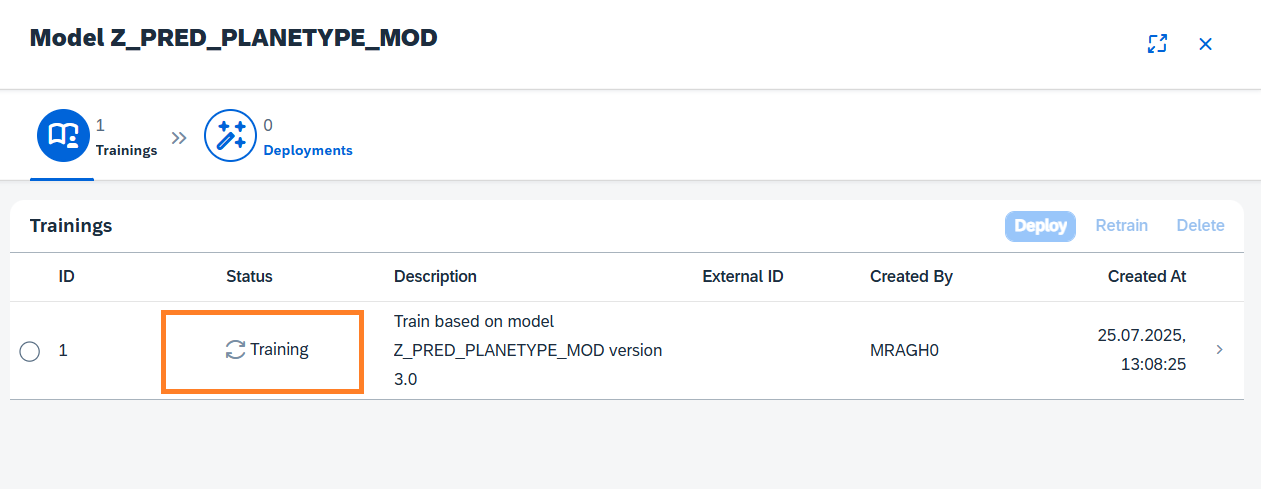 Model Z_PRED_PLANETYPE_MOD
1
Trainings
0
Deployments
Trainings
Deploy Retrain Delete
ID Status Description External ID Created By Created At
1 Training Train based on model
Z_PRED_PLANETYPE_MOD version
3.0
MRAGH0
25.07.2025,
13:08:25